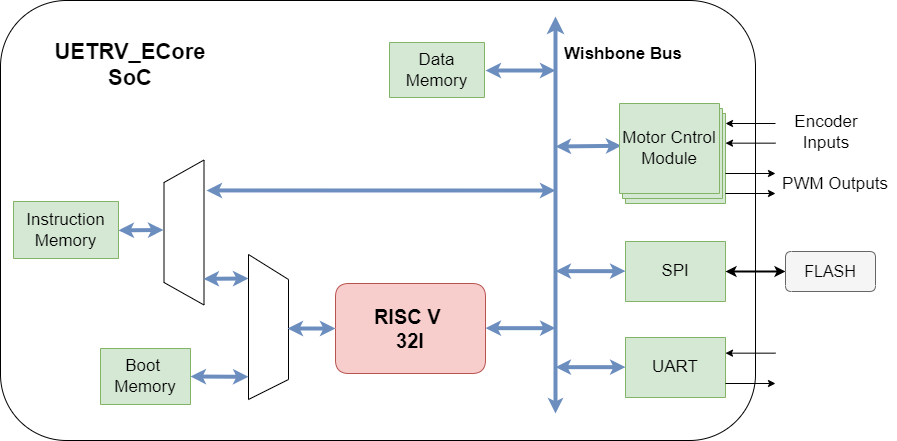 UETRV_ECore
SoC
Data
Memory
Wishbone Bus
Motor Cntrol
Module
Encoder
Inputs
PWM Outputs
Instruction
Memory
SPI
FLASH
RISC V
32I
Boot
Memory
UART